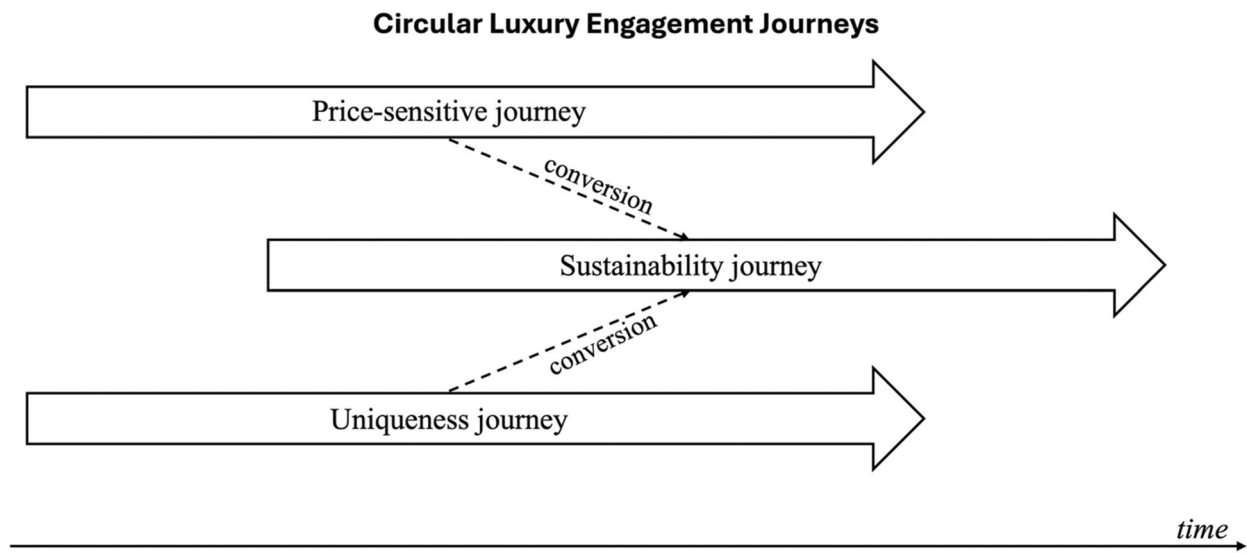 Circular Luxury Engagement Journeys
Price-sensitive journey
conversion
Sustainability journey
conversion
Uniqueness journey
time